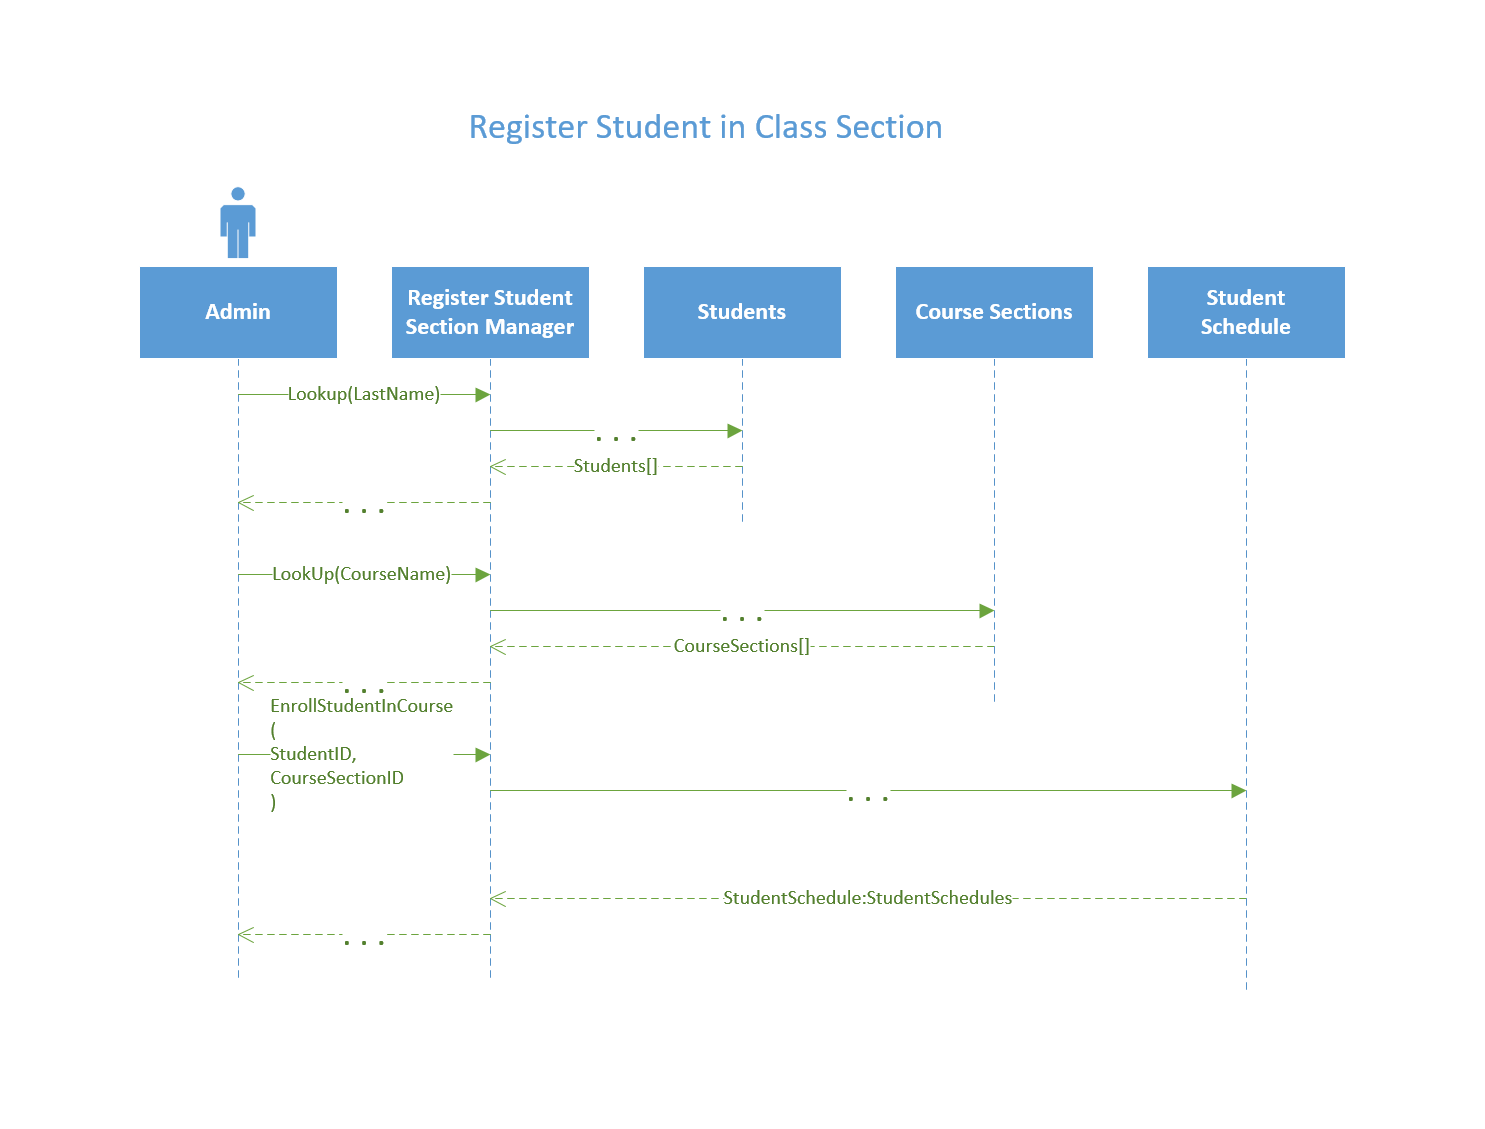 Register Student in Class Section
Admin
Register Student
Section Manager
Students
Course Sections
Student
Schedule
Lookup(LastName)
. . .
Students[]
. . .
LookUp(CourseName)
. . .
CourseSections[]
. . .
EnrollStudentInCourse
(
StudentID,
CourseSectionID
)
. . .
StudentSchedule:StudentSchedules
. . .